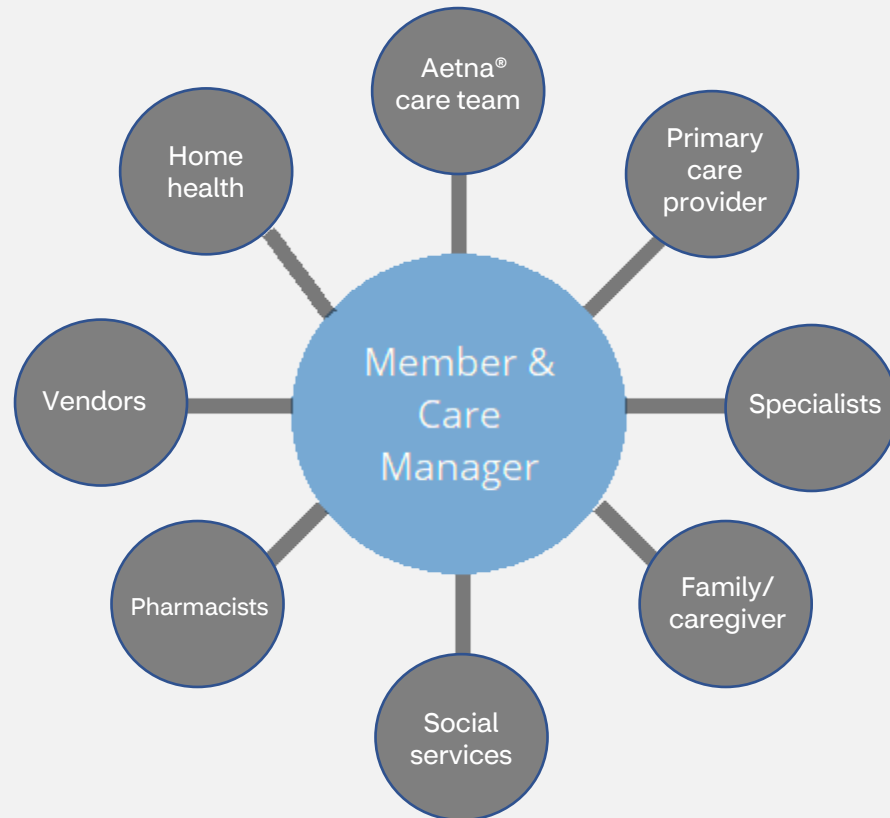 Aetna®
care team
Primary
care
provider
Specialists
Family/
caregiver
Social
services
Pharmacists
Vendors
Home
health
Member &
Care
Manager